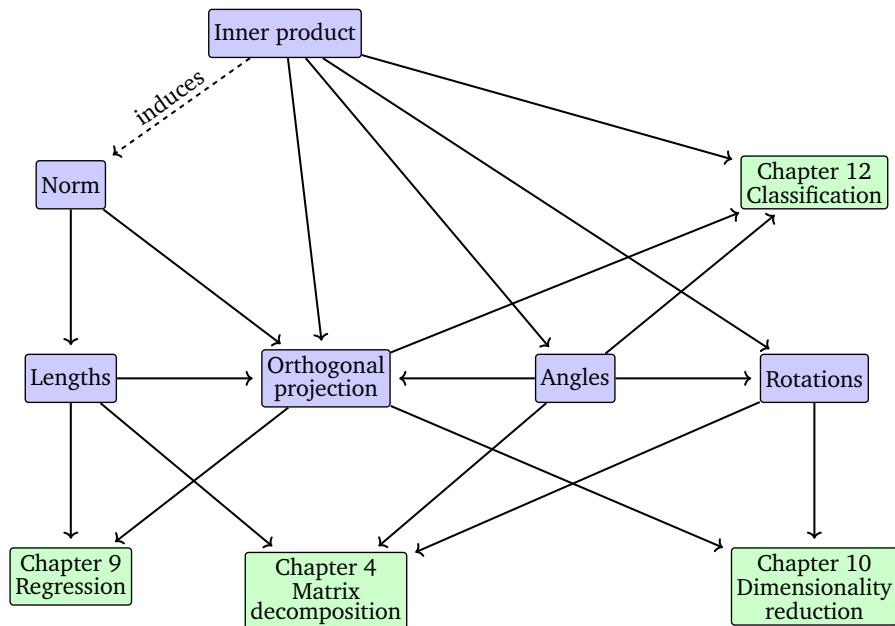 Inner product
induces
Norm
Chapter 12
Classification
Lengths
Orthogonal
projection
Angles
Rotations
Chapter 9
Regression
Chapter 4
Matrix
decomposition
Chapter 10
Dimensionality
reduction